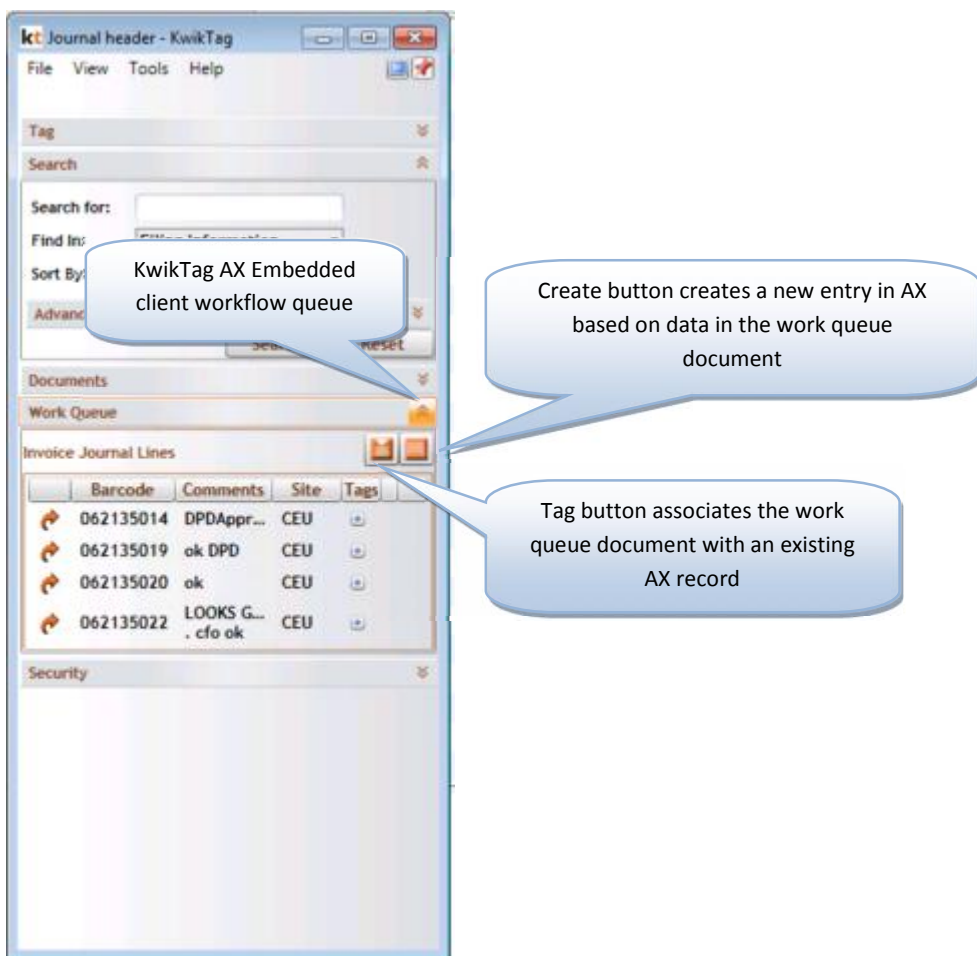 kt Journal header - KwikTag
File View Tools Help
Tag
Search
Search for:
Find In:
Sort By:
KwikTag AX Embedded
client workflow queue
Create button creates a new entry in AX
based on data in the work queue
document
Reset
Documents
Work Queue
Invoice Journal Lines
Barcode Comments Site Tags
062135014 DPDAppr... CEU
062135019 ok DPD CEU
062135020 ok CEU
062135022 LOOKS G... CEU
. cfo ok
Tag button associates the work
queue document with an existing
AX record
Security